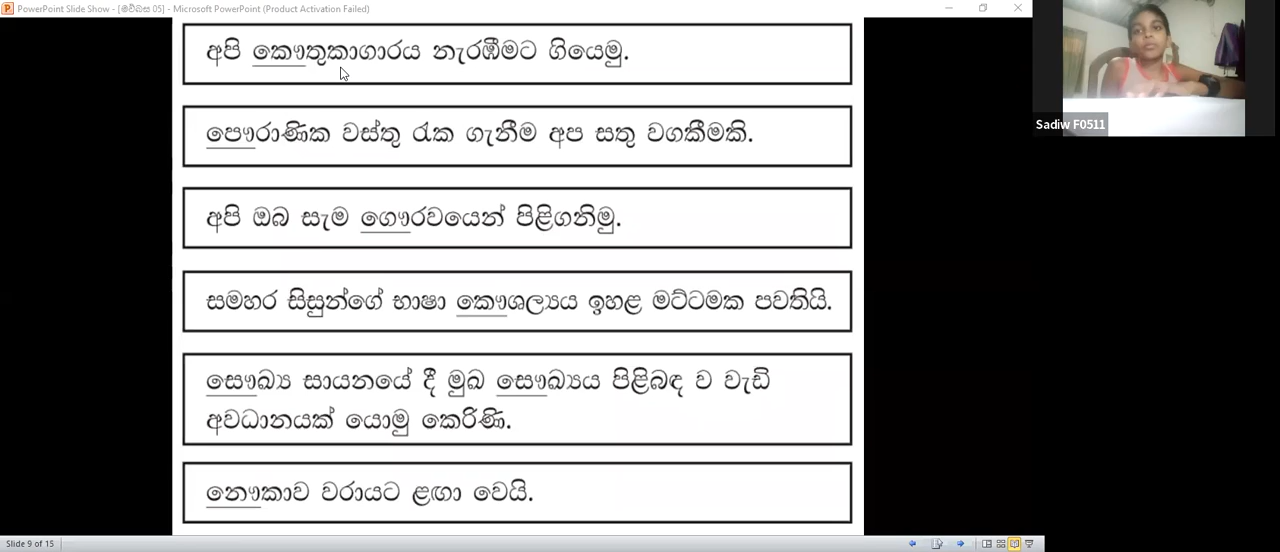 PowerPoint Slide Show - [මව්බස 05] - Microsoft PowerPoint (Product Activation Failed)
අපි කෞතුකාගාරය නැරඹීමට ගියෙමු.
පෞරාණික වස්තු රැක ගැනීම අප සතු වගකීමකි.
අපි ඔබ සැම ගෞරවයෙන් පිළිගනිමු.
සමහර සිසුන්ගේ භාෂා කෞශල්‍යය ඉහළ මට්ටමක පවතියි.
සෞඛ්‍ය සායනයේ දී මුඛ සෞඛ්‍යය පිළිබඳ ව වැඩි
අවධානයක් යොමු කෙරිණි.
නෞකාව වරායට ළඟා වෙයි.
Sadiw F0511
Slide 9 of 15